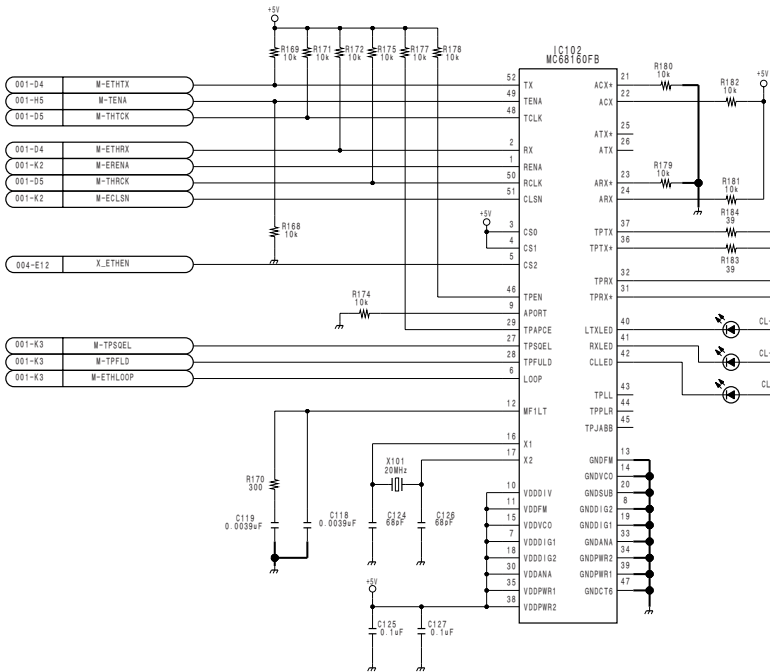 +5V
R169 R171 R172 R175 R177 R178
10k 10k 10k 10k 10k 10k
IC102
MC68160FB
001-D4 M-ETHTX
001-H5 M-TENA
001-D5 M-THTCK
001-D4 M-ETHRX
001-K2 M-ERENA
001-D5 M-THRCK
001-K2 M-ECLSN
004-E12 X_ETHEN
001-K3 M-TPSQEL
001-K3 M-TPFLD
001-K3 M-ETHLOOP
R168
10k
+5V
R174
10k
R170
300
C119
0.0039uF
C118
0.0039uF
X101
20MHz
C124
68pF
C126
68pF
+5V
C125
0.1uF
C127
0.1uF
52 TX
49 TENA
48 TCLK
2 RX
1 RENA
50 RCLK
51 CLSN
3 CS0
4 CS1
5 CS2
46 TPEN
9 APORT
29 TPAPCE
27 TPSQEL
28 TPFULD
6 LOOP
12 MF1LT
16 X1
17 X2
10 VDDDIV
11 VDDFM
15 VDDVCO
7 VDDDIG1
18 VDDDIG2
30 VDDANA
35 VDDPWR1
38 VDDPWR2
ACX* 21
ACX 22
ATX* 25
ATX 26
ARX* 23
ARX 24
TPTX 37
TPTX* 36
TPRX 32
TPRX* 31
LTXLED 40
RXLED 41
CLLED 42
TPLL 43
TPPLR 44
TPJABB 45
GNDFM 13
GNDVCO 14
GNDSUB 20
GNDDIG2 8
GNDDIG1 19
GNDANA 33
GNDPWR2 34
GNDPWR1 39
GNDCT6 47
R180
10k
R182
10k
+5V
R179
10k
R181
10k
R184
39
R183
39
CL-
CL-
CL